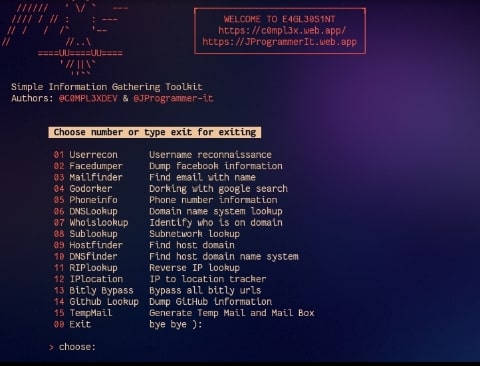 WELCOME TO E4GL30S1NT
https://c0mpl3x.web.app/
https://JProgrammerIt.web.app
Simple Information Gathering Toolkit
Authors: @C0MPL3XDEV & @JProgrammer-it
Choose number or type exit for exiting
01 Userrecon Username reconnaissance
02 Facedumper Dump facebook information
03 Mailfinder Find email with name
04 Godorker Dorking with google search
05 Phoneinfo Phone number information
06 DNSLookup Domain name system lookup
07 Whoislookup Identify who is on domain
08 Sublookup Subnetwork lookup
09 Hostfinder Find host domain
10 DNSfinder Find host domain name system
11 RIPlookup Reverse IP lookup
12 IPlocation IP to location tracker
13 Bitly Bypass Bypass all bitly urls
14 Github Lookup Dump GitHub information
15 TempMail Generate Temp Mail and Mail Box
00 Exit bye bye ):
> choose: